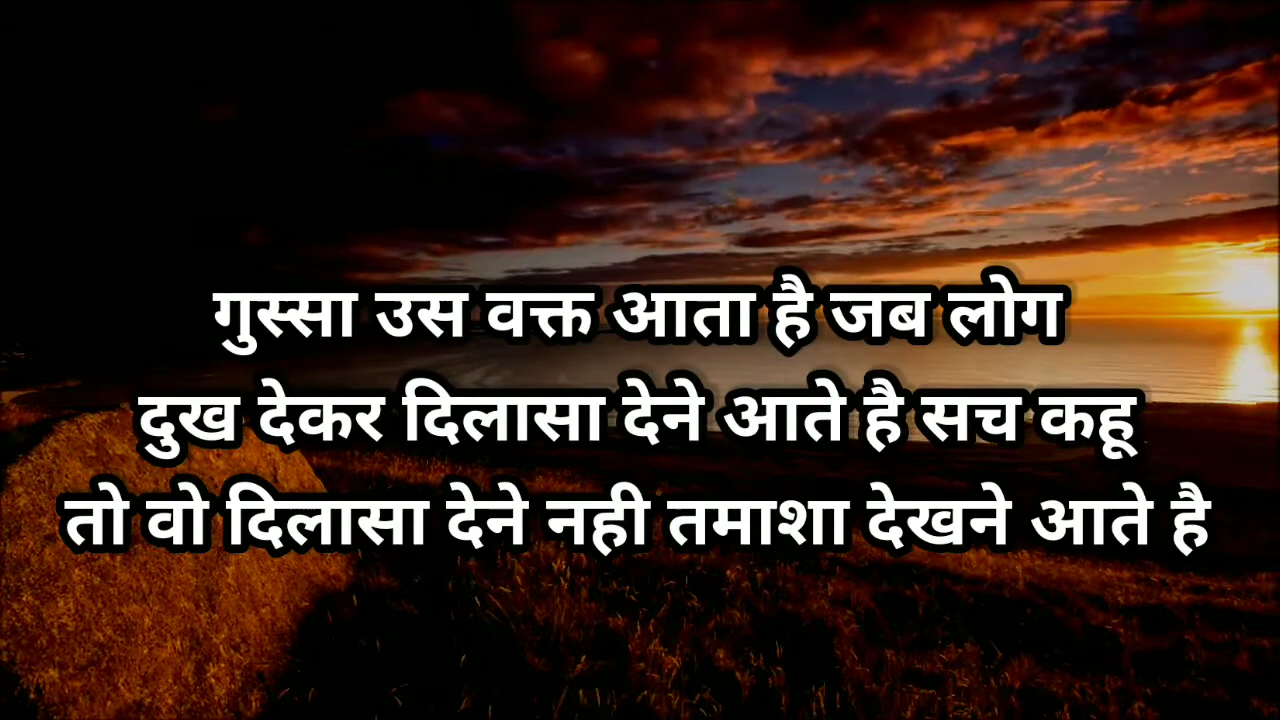 गुस्सा उस वक्त आता है जब लोग
दुख देकर दिलासा देने आते है सच कहू
तो वो दिलासा देने नही तमाशा देखने आते है